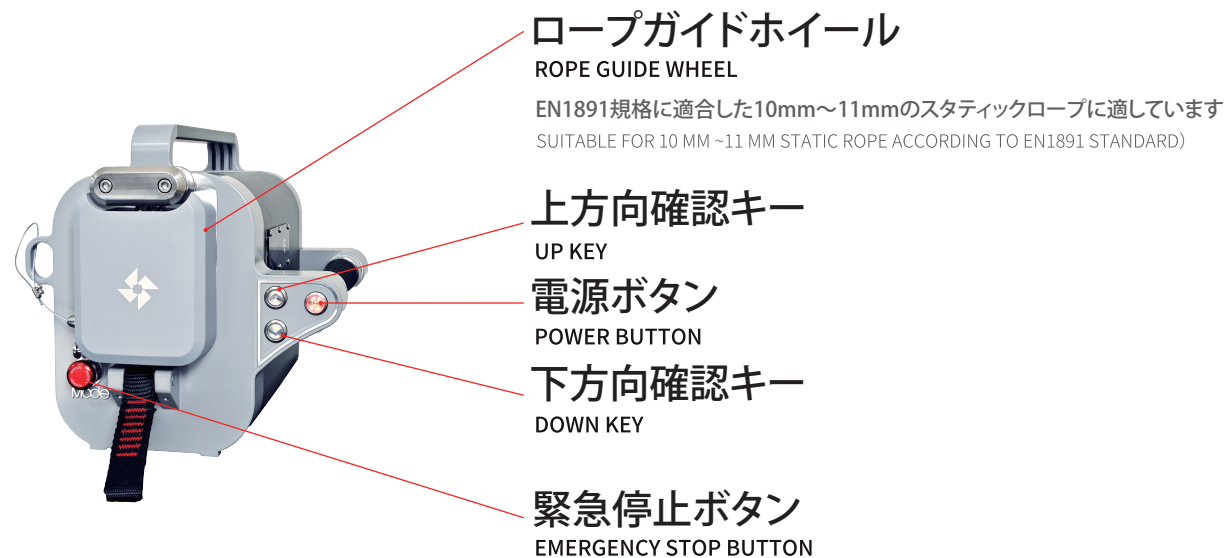 ロープガイドホイール
ROPE GUIDE WHEEL
EN1891規格に適合した10mm～11mmのスタティックロープに適しています
SUITABLE FOR 10 MM ~11 MM STATIC ROPE ACCORDING TO EN1891 STANDARD）
上方向確認キー
UP KEY
電源ボタン
POWER BUTTON
下方向確認キー
DOWN KEY
MODE
緊急停止ボタン
EMERGENCY STOP BUTTON